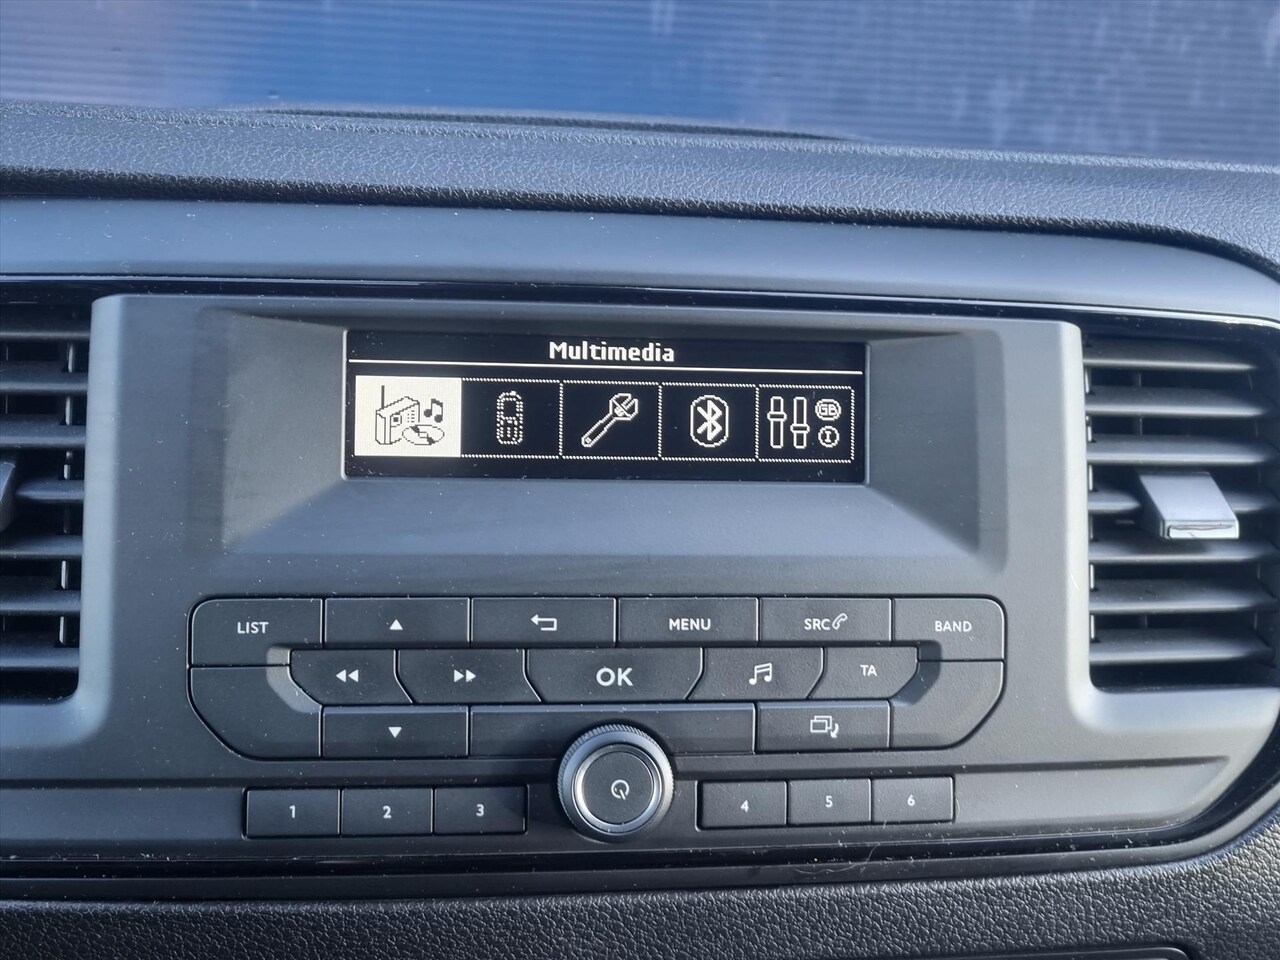 Multimedia
GB
I
LIST
MENU
SRC
BAND
OK
TA
1 2 3 4 5 6